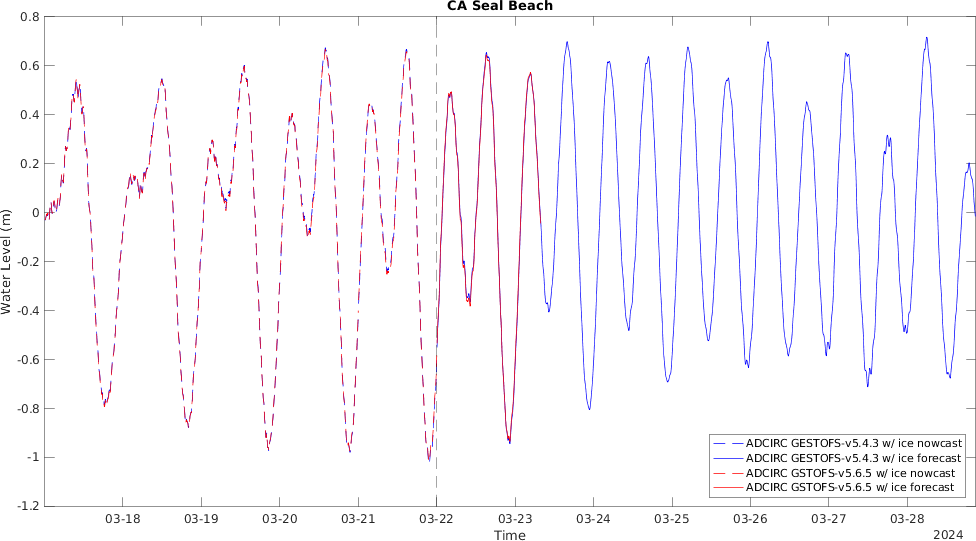 CA Seal Beach
0.8
0.6
0.4
0.2
0
-0.2
-0.4
-0.6
-0.8
-1
-1.2
Water Level (m)
03-18 03-19 03-20 03-21 03-22 03-23 03-24 03-25 03-26 03-27 03-28
Time
2024
ADCIRC GESTOFS-v5.4.3 w/ ice nowcast
ADCIRC GESTOFS-v5.4.3 w/ ice forecast
ADCIRC GSTOFS-v5.6.5 w/ ice nowcast
ADCIRC GSTOFS-v5.6.5 w/ ice forecast